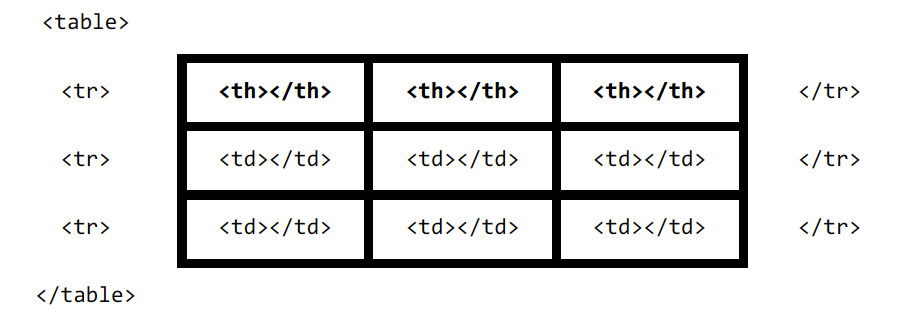 <table>
<tr> <th></th> <th></th> <th></th> </tr>
<tr> <td></td> <td></td> <td></td> </tr>
<tr> <td></td> <td></td> <td></td> </tr>
</table>